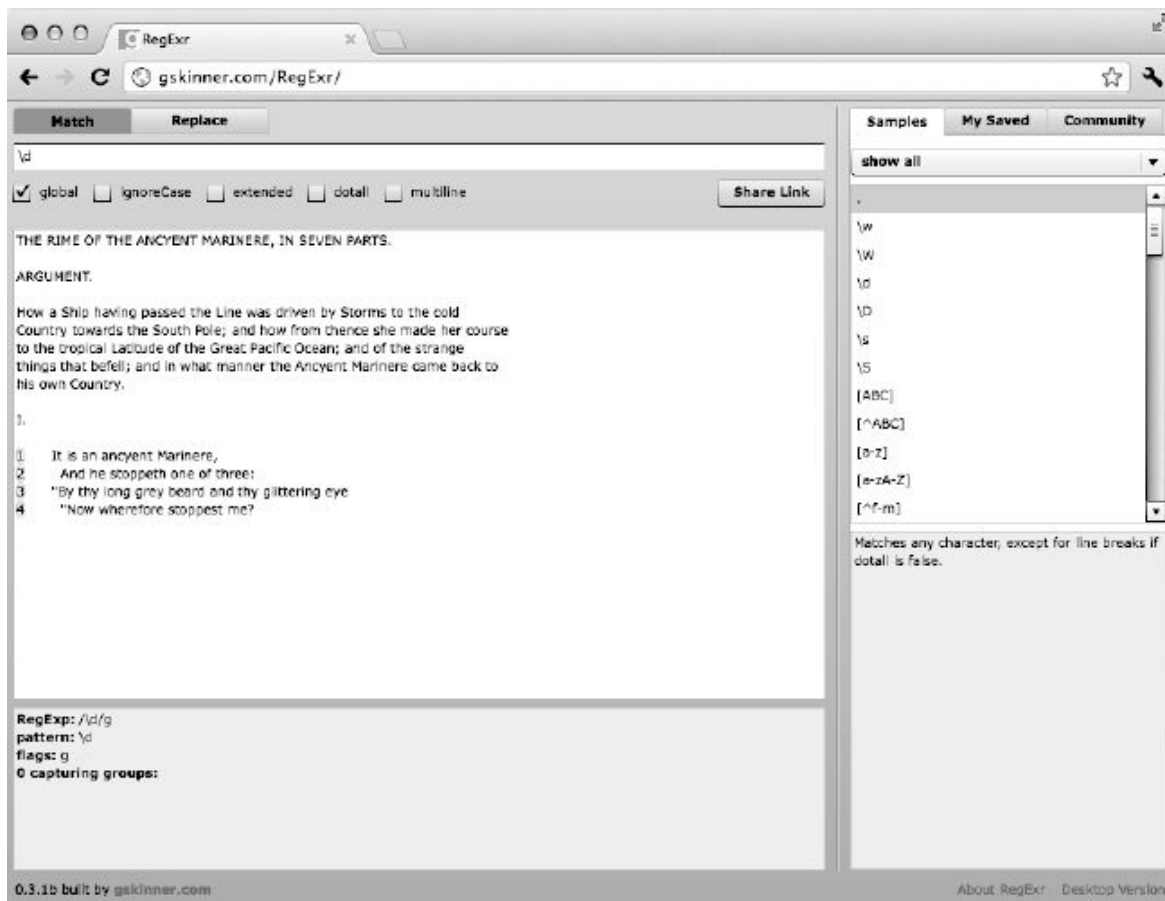 RegExr
gskinner.com/RegExr/
Match Replace
\d
global ignoreCase extended dotall multiline Share Link
THE RIME OF THE ANCYENT MARINERE, IN SEVEN PARTS.
ARGUMENT.
How a Ship having passed the Line was driven by Storms to the cold
Country towards the South Pole; and how from thence she made her course
to the tropical Latitude of the Great Pacific Ocean; and of the strange
things that befell; and in what manner the Ancyent Marinere came back to
his own Country.
I.
1 It is an ancyent Marinere,
2 And he stoppeth one of three:
3 "By thy long grey beard and thy glittering eye
4 "Now wherefore stoppest me?
RegExp: /\d/g
pattern: \d
flags: g
0 capturing groups:
Samples My Saved Community
show all
.
\w
\W
\d
\D
\s
\S
[ABC]
[^ABC]
[a-z]
[a-zA-Z]
[^f-m]
Matches any character, except for line breaks if
dotall is false.
0.3.1b built by gskinner.com
About RegExr Desktop Version